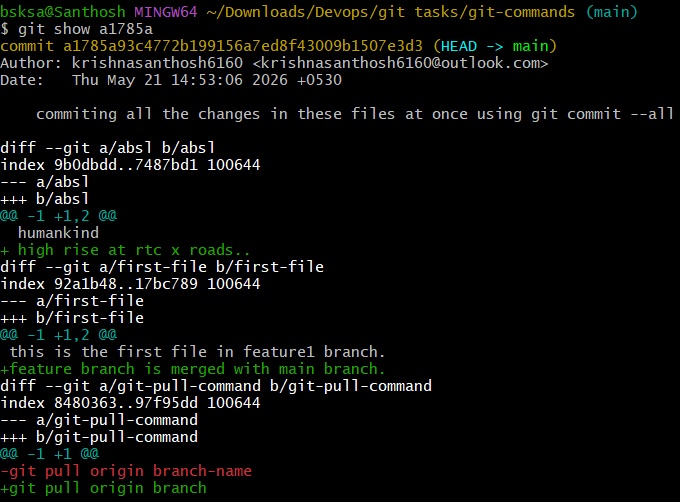 bsksa@Santhosh MINGW64 ~/Downloads/Devops/git tasks/git-commands (main)
$ git show a1785a
commit a1785a93c4772b199156a7ed8f43009b1507e3d3 (HEAD -> main)
Author: krishnasanthosh6160 <krishnasanthosh6160@outlook.com>
Date:   Thu May 21 14:53:06 2026 +0530

    commiting all the changes in these files at once using git commit --all

diff --git a/absl b/absl
index 9b0dbdd..7487bd1 100644
--- a/absl
+++ b/absl
@@ -1 +1,2 @@
  humankind
+ high rise at rtc x roads..
diff --git a/first-file b/first-file
index 92a1b48..17bc789 100644
--- a/first-file
+++ b/first-file
@@ -1 +1,2 @@
 this is the first file in feature1 branch.
+feature branch is merged with main branch.
diff --git a/git-pull-command b/git-pull-command
index 8480363..97f95dd 100644
--- a/git-pull-command
+++ b/git-pull-command
@@ -1 +1 @@
-git pull origin branch-name
+git pull origin branch